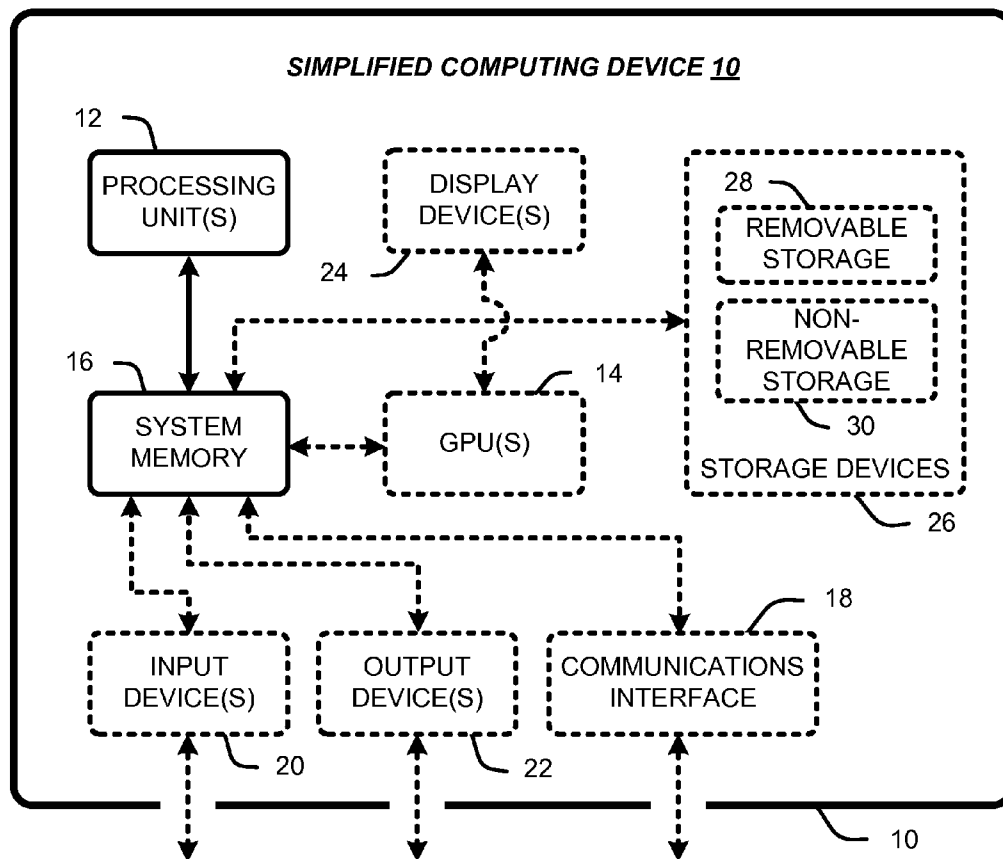 SIMPLIFIED COMPUTING DEVICE 10
12
PROCESSING
UNIT(S)
DISPLAY
DEVICE(S)
24
28
REMOVABLE
STORAGE
NON-
REMOVABLE
STORAGE
30
STORAGE DEVICES
26
16
SYSTEM
MEMORY
14
GPU(S)
18
INPUT
DEVICE(S)
20
OUTPUT
DEVICE(S)
22
COMMUNICATIONS
INTERFACE
10